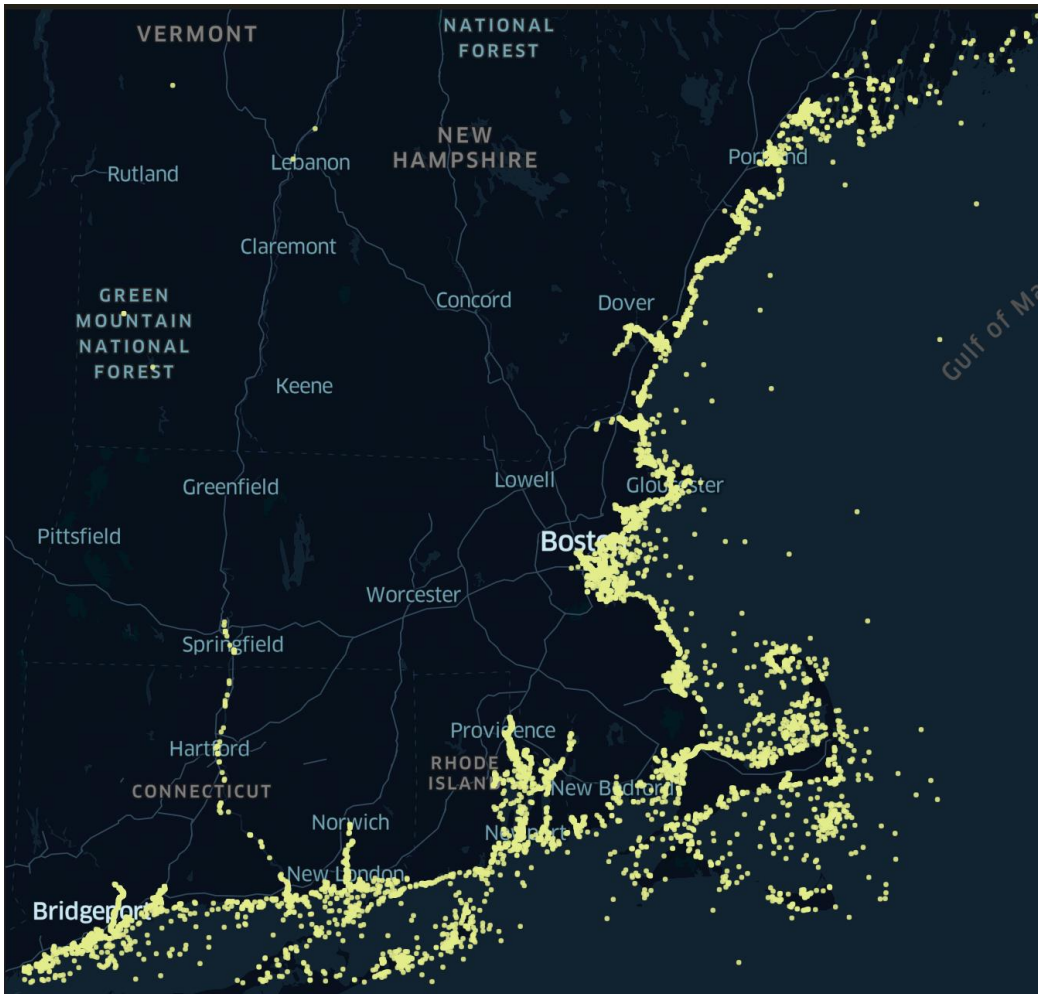 VERMONT
NATIONAL
FOREST
NEW
HAMPSHIRE
Portland
Lebanon
Rutland
Claremont
GREEN
MOUNTAIN
NATIONAL
FOREST
Concord
Dover
Gulf of Ma
Keene
Greenfield
Lowell
Gloucester
Pittsfield
Boston
Worcester
Springfield
Providence
Hartford
RHODE
ISLAND
CONNECTICUT
New Bedford
Norwich
Newport
New London
Bridgeport